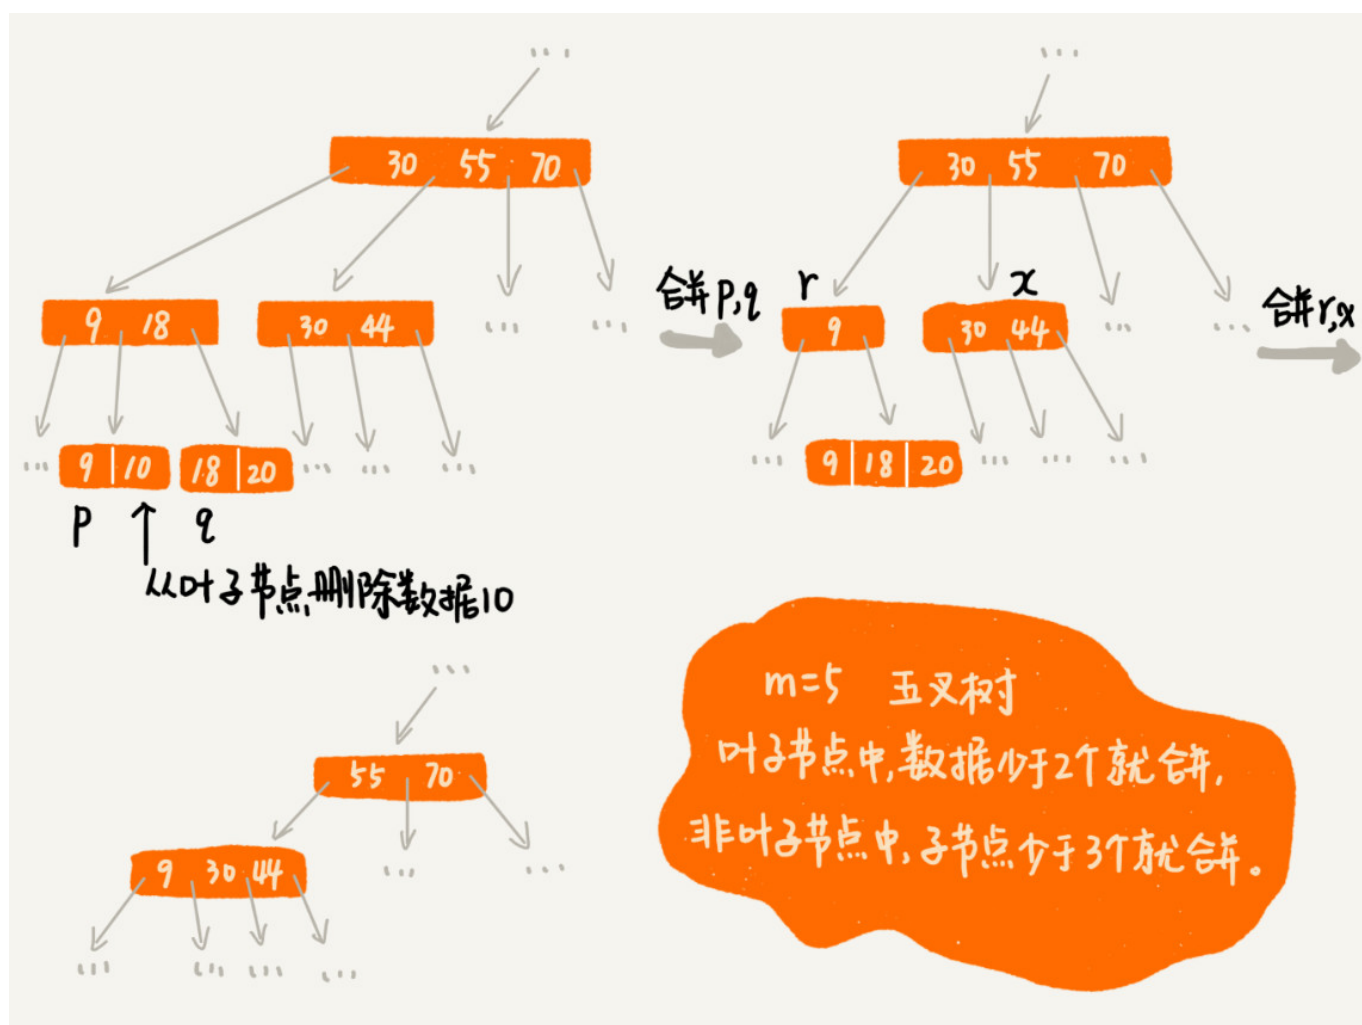 ...
30 55 70
9 18
30 44
... ...
... 9 10 18 20 ... ... ...
p q
从叶子节点删除数据10
合并p,q
...
30 55 70
r x
9
30 44
... ...
... 9 18 20 ... ... ...
合并r,x
...
55 70
9 30 44
... ...
... ... ... ...
m=5 五叉树
叶子节点中,数据少于2个就合并,
非叶子节点中,子节点少于3个就合并。